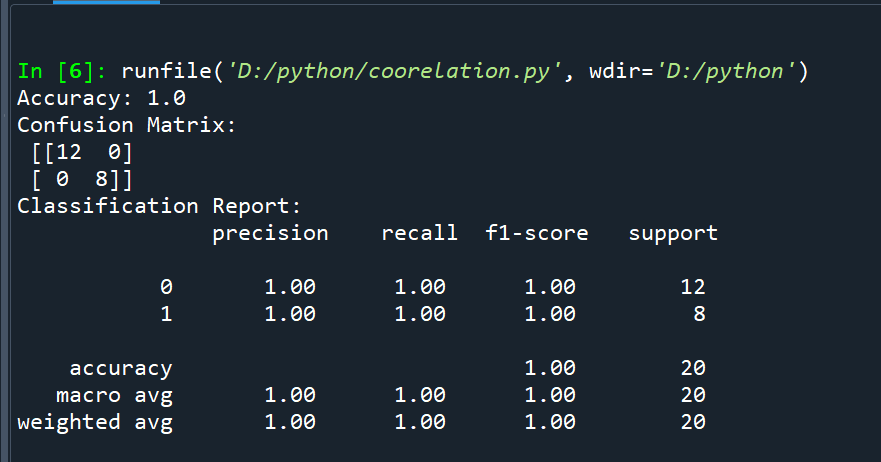 In [6]: runfile('D:/python/coorelation.py', wdir='D:/python')
Accuracy: 1.0
Confusion Matrix:
 [[12  0]
 [ 0  8]]
Classification Report:
               precision    recall  f1-score   support

           0       1.00      1.00      1.00        12
           1       1.00      1.00      1.00         8

    accuracy                           1.00        20
   macro avg       1.00      1.00      1.00        20
weighted avg       1.00      1.00      1.00        20